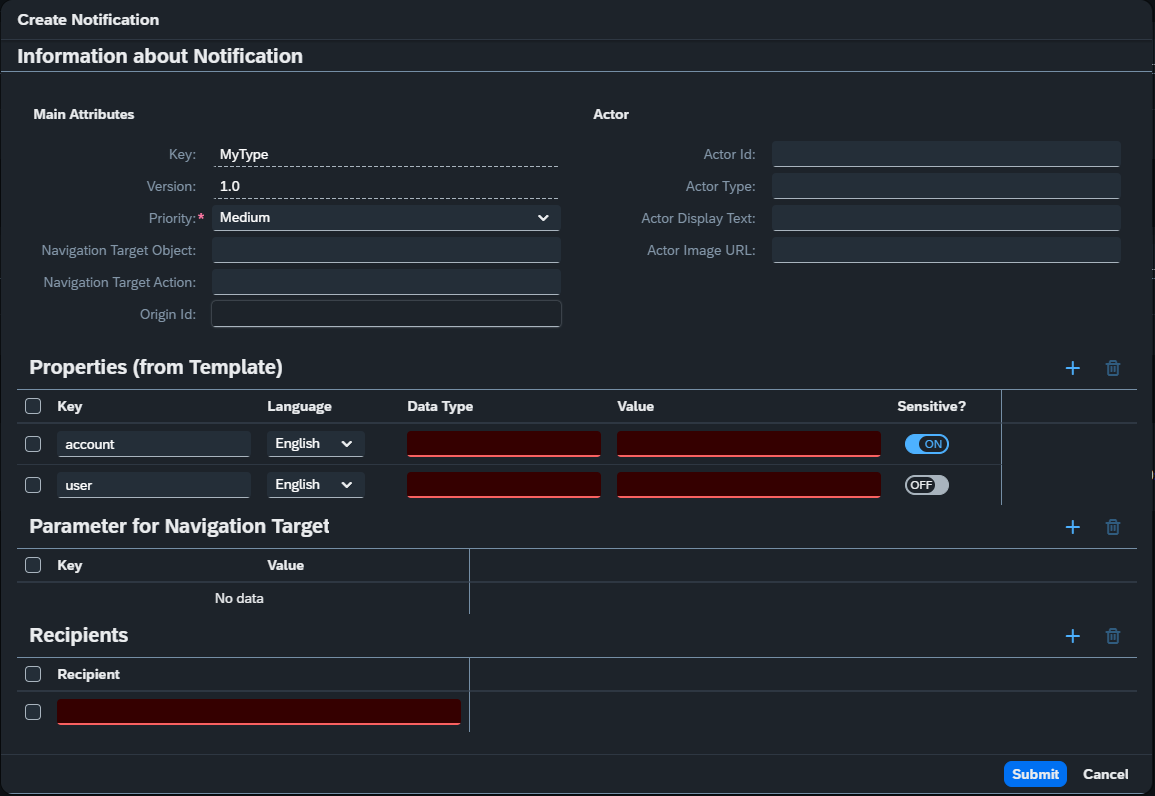 Create Notification
Information about Notification
Main Attributes
Key: MyType
Version: 1.0
Priority:* Medium
Navigation Target Object:
Navigation Target Action:
Origin Id:
Actor
Actor Id:
Actor Type:
Actor Display Text:
Actor Image URL:
Properties (from Template)
Key Language Data Type Value Sensitive?
account English ON
user English OFF
Parameter for Navigation Target
Key Value
No data
Recipients
Recipient
Submit Cancel